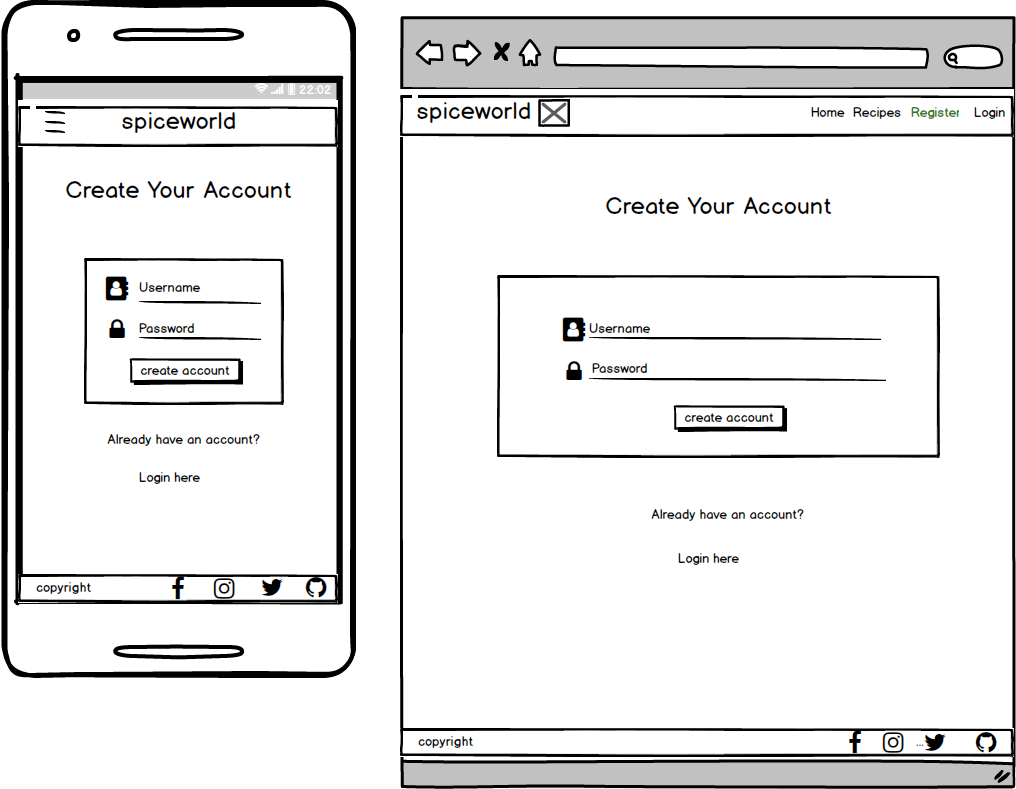 22:02
spiceworld
Create Your Account
Username
Password
create account
Already have an account?
Login here
copyright
spiceworld
Home Recipes Register Login
Create Your Account
Username
Password
create account
Already have an account?
Login here
copyright
...